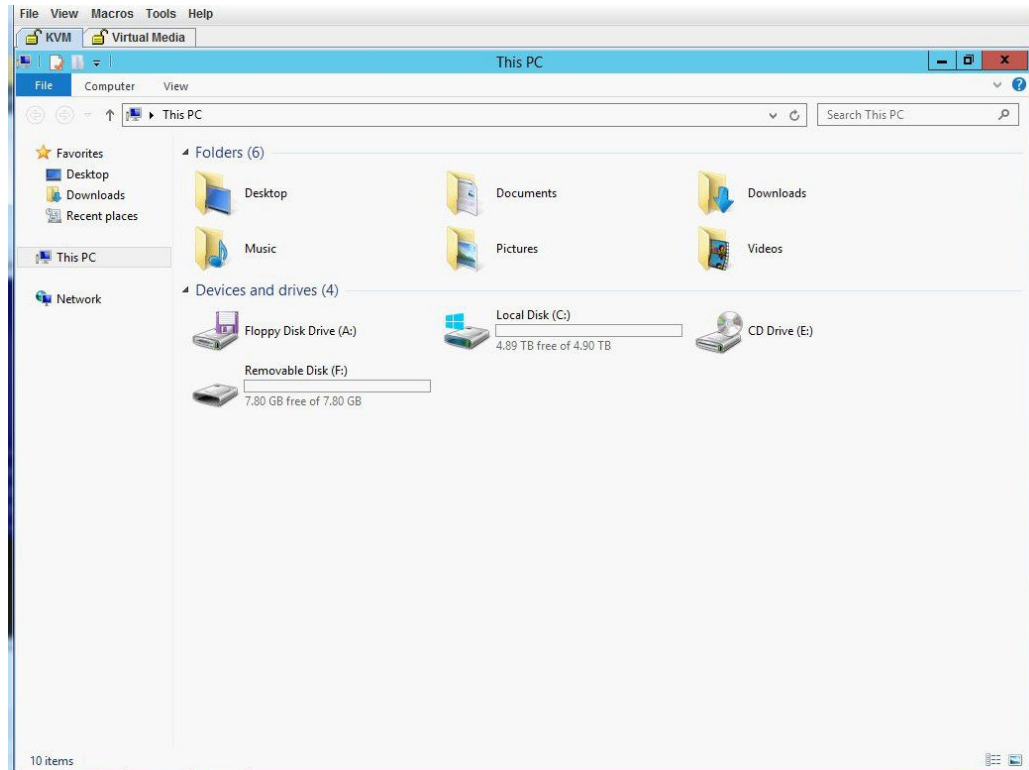 File View Macros Tools Help
KVM Virtual Media
This PC
File Computer View
This PC Search This PC
Favorites
Desktop
Downloads
Recent places
This PC
Network
Folders (6)
Desktop Documents Downloads
Music Pictures Videos
Devices and drives (4)
Floppy Disk Drive (A:)
Local Disk (C:)
4.89 TB free of 4.90 TB
CD Drive (E:)
Removable Disk (F:)
7.80 GB free of 7.80 GB
10 items